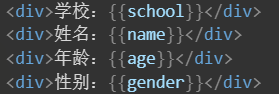 <div>学校：{{school}}</div>
<div>姓名：{{name}}</div>
<div>年龄：{{age}}</div>
<div>性别：{{gender}}</div>